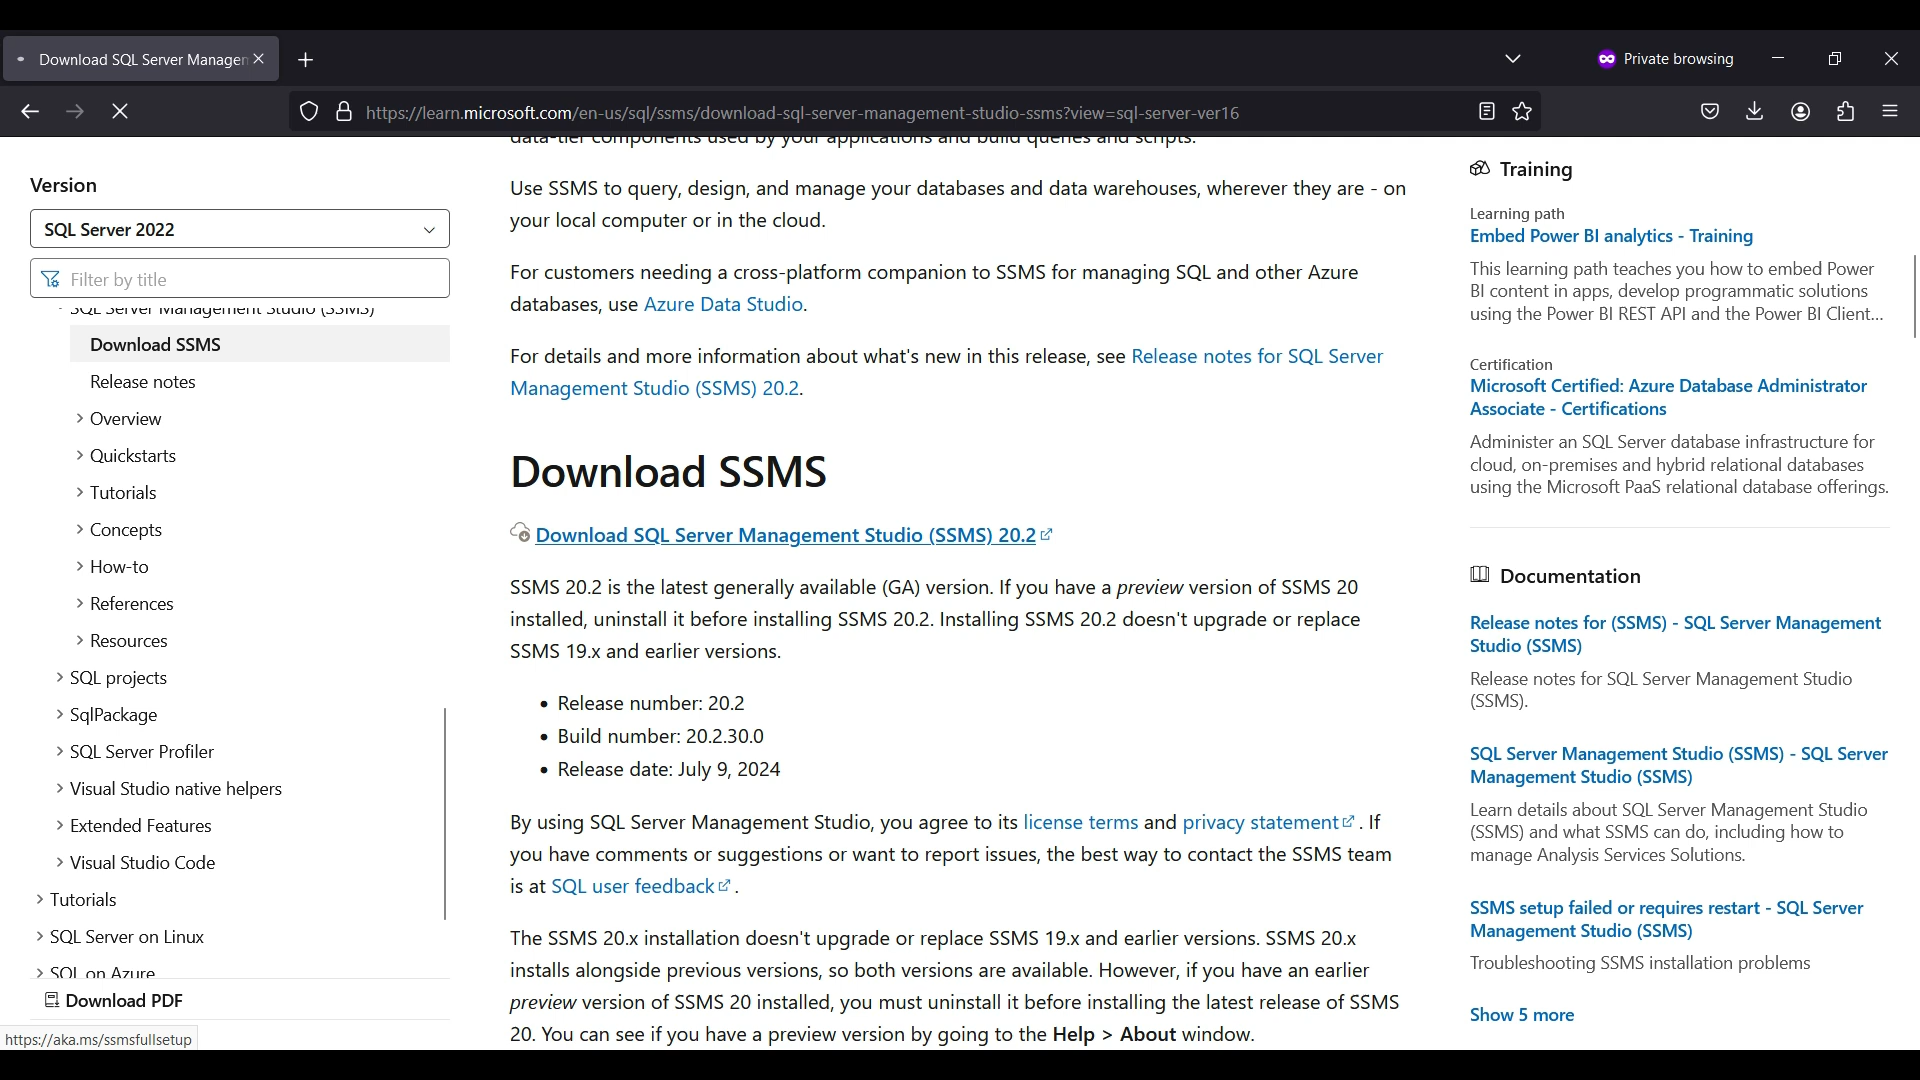 Download SQL Server Manager
Private browsing
https://learn.microsoft.com/en-us/sql/ssms/download-sql-server-management-studio-ssms?view=sql-server-ver16
Version
SQL Server 2022
Filter by title
SQL Server Management Studio (SSMS)
Download SSMS
Release notes
Overview
Quickstarts
Tutorials
Concepts
How-to
References
Resources
SQL projects
SqlPackage
SQL Server Profiler
Visual Studio native helpers
Extended Features
Visual Studio Code
Tutorials
SQL Server on Linux
SQL on Azure
Download PDF
https://aka.ms/ssmsfullsetup
data-tier components used by your applications and build queries and scripts.
Use SSMS to query, design, and manage your databases and data warehouses, wherever they are - on
your local computer or in the cloud.
For customers needing a cross-platform companion to SSMS for managing SQL and other Azure
databases, use Azure Data Studio.
For details and more information about what's new in this release, see Release notes for SQL Server
Management Studio (SSMS) 20.2.
Download SSMS
Download SQL Server Management Studio (SSMS) 20.2
SSMS 20.2 is the latest generally available (GA) version. If you have a preview version of SSMS 20
installed, uninstall it before installing SSMS 20.2. Installing SSMS 20.2 doesn't upgrade or replace
SSMS 19.x and earlier versions.
• Release number: 20.2
• Build number: 20.2.30.0
• Release date: July 9, 2024
By using SQL Server Management Studio, you agree to its license terms and privacy statement. If
you have comments or suggestions or want to report issues, the best way to contact the SSMS team
is at SQL user feedback.
The SSMS 20.x installation doesn't upgrade or replace SSMS 19.x and earlier versions. SSMS 20.x
installs alongside previous versions, so both versions are available. However, if you have an earlier
preview version of SSMS 20 installed, you must uninstall it before installing the latest release of SSMS
20. You can see if you have a preview version by going to the Help > About window.
Training
Learning path
Embed Power BI analytics - Training
This learning path teaches you how to embed Power
BI content in apps, develop programmatic solutions
using the Power BI REST API and the Power BI Client...
Certification
Microsoft Certified: Azure Database Administrator
Associate - Certifications
Administer an SQL Server database infrastructure for
cloud, on-premises and hybrid relational databases
using the Microsoft PaaS relational database offerings.
Documentation
Release notes for (SSMS) - SQL Server Management
Studio (SSMS)
Release notes for SQL Server Management Studio
(SSMS).
SQL Server Management Studio (SSMS) - SQL Server
Management Studio (SSMS)
Learn details about SQL Server Management Studio
(SSMS) and what SSMS can do, including how to
manage Analysis Services Solutions.
SSMS setup failed or requires restart - SQL Server
Management Studio (SSMS)
Troubleshooting SSMS installation problems
Show 5 more